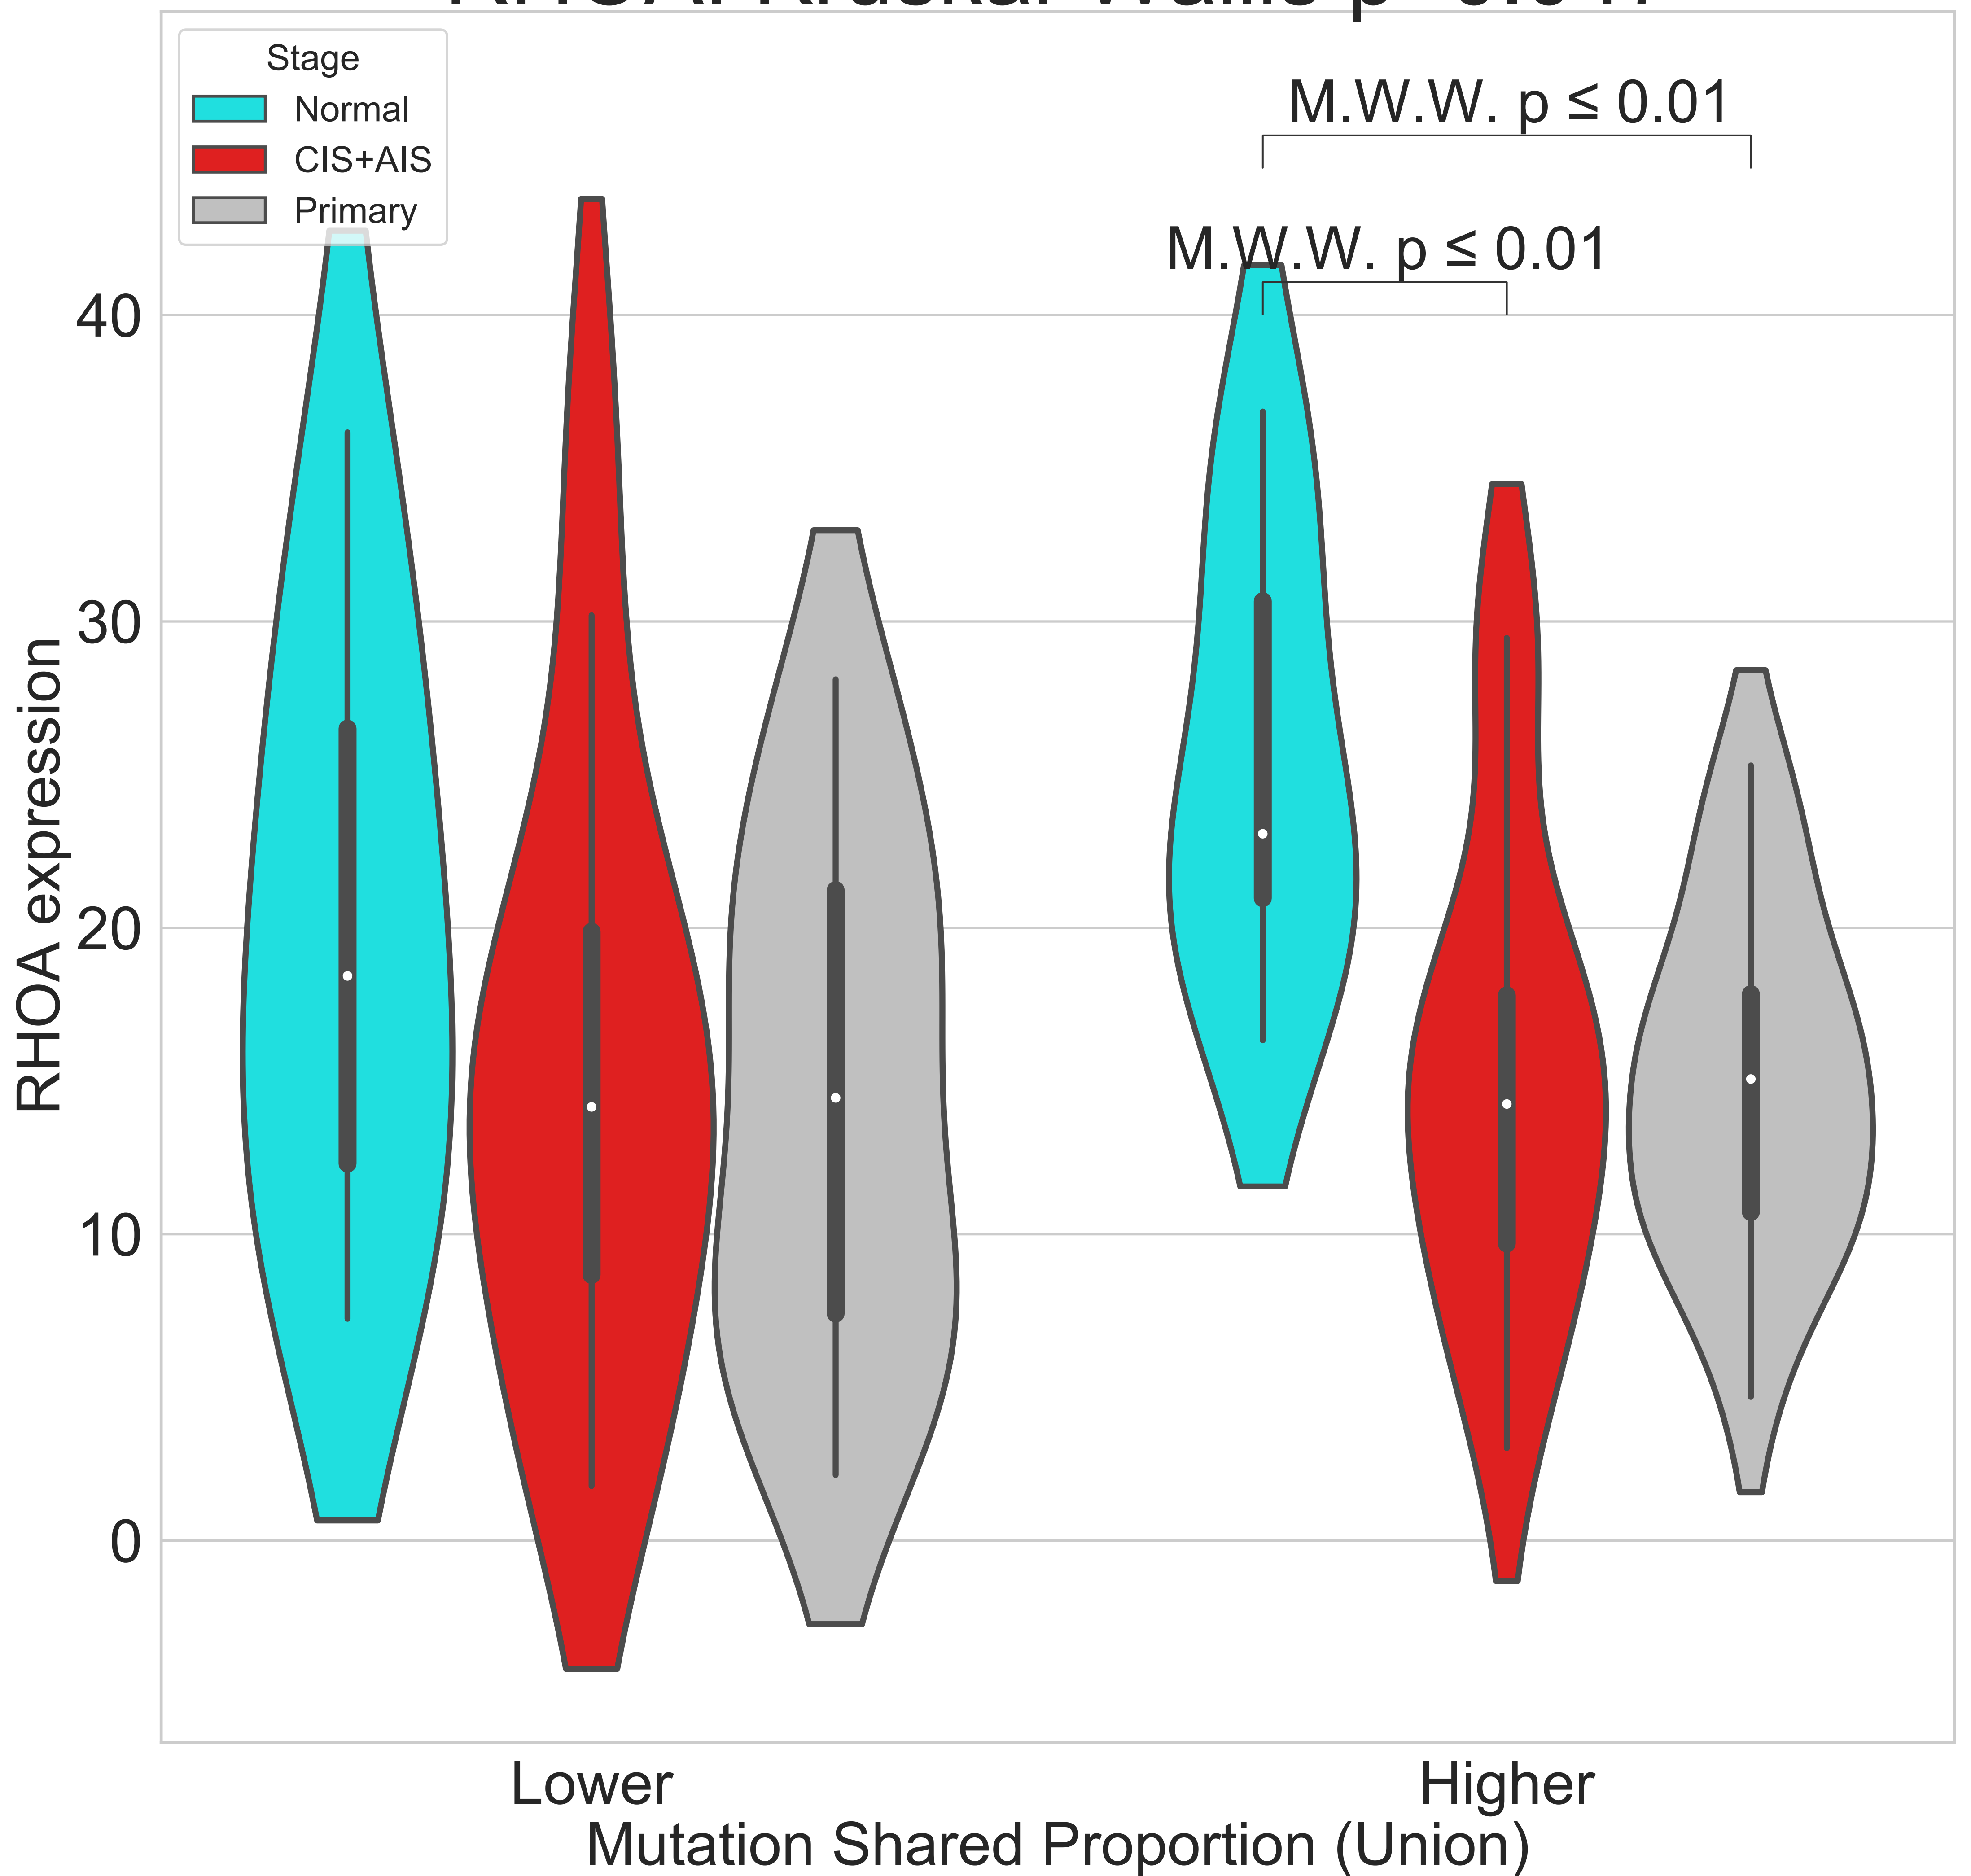 Stage
Normal
CIS+AIS
Primary
M.W.W. p ≤ 0.01
M.W.W. p ≤ 0.01
40
30
20
10
0
RHOA expression
Lower
Higher
Mutation Shared Proportion (Union)